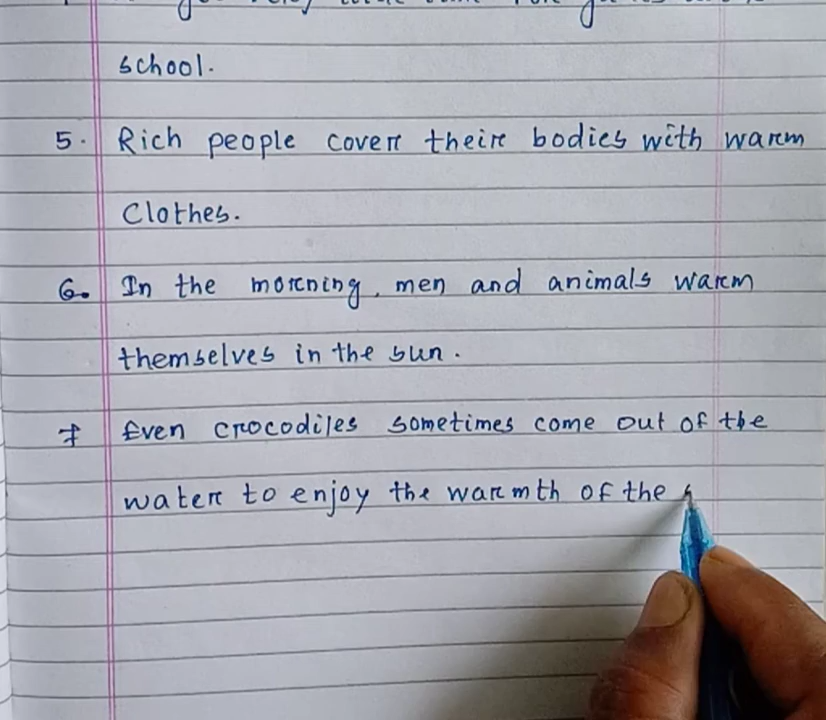 school.
5. Rich people cover their bodies with warm
Clothes.
6. In the morning, men and animals warm
themselves in the sun.
7 Even crocodiles sometimes come out of the
water to enjoy the warmth of the s